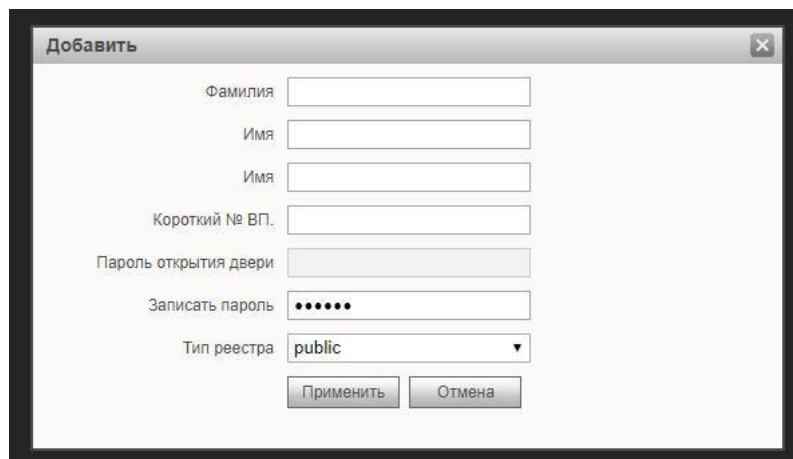 Добавить
Фамилия
Имя
Имя
Короткий № ВП.
Пароль открытия двери
Записать пароль ••••••
Тип реестра public
Применить Отмена